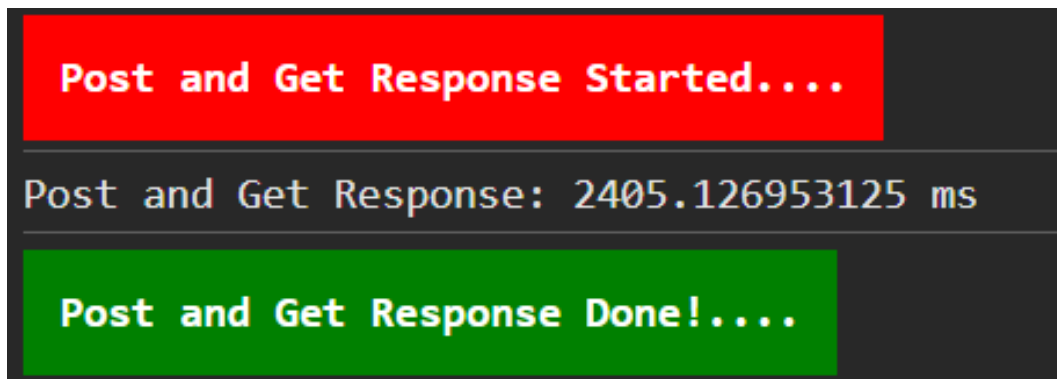 Post and Get Response Started....
Post and Get Response: 2405.126953125 ms
Post and Get Response Done!....